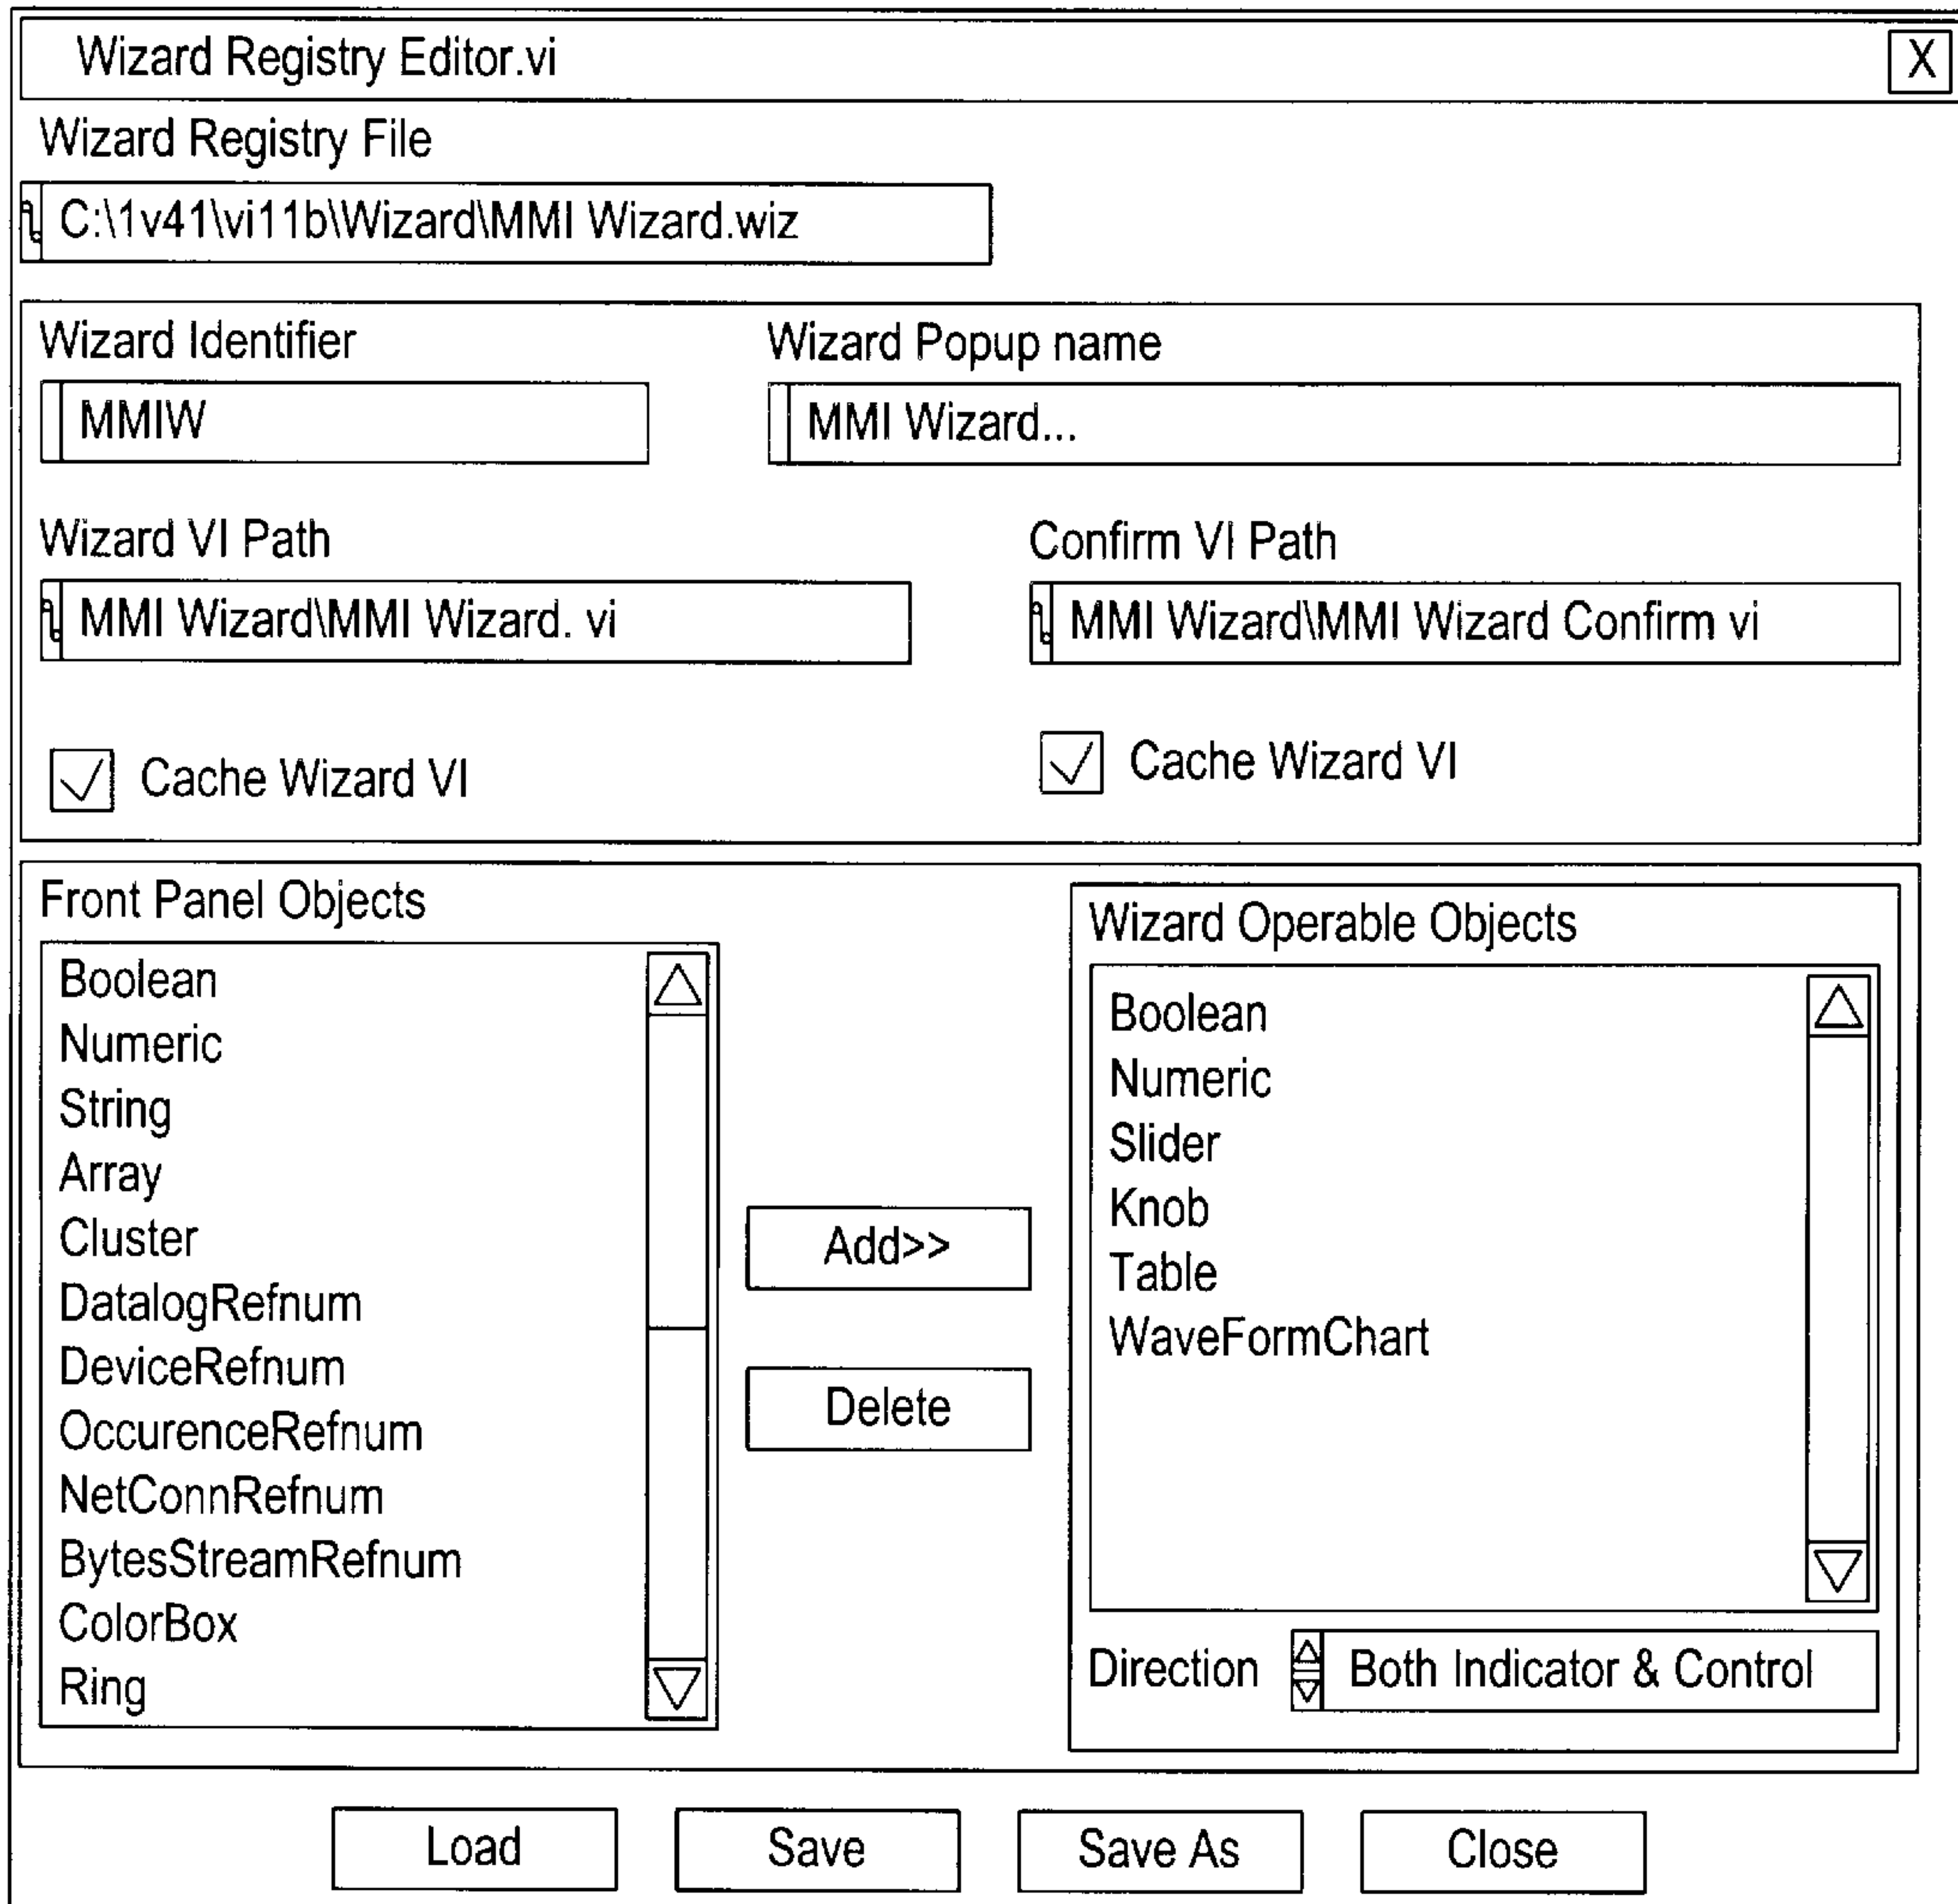 Wizard Registry Editor.vi X
Wizard Registry File
C:\1v41\vi11b\Wizard\MMI Wizard.wiz
Wizard Identifier
MMIW
Wizard Popup name
MMI Wizard...
Wizard VI Path
MMI Wizard\MMI Wizard. vi
Confirm VI Path
MMI Wizard\MMI Wizard Confirm vi
Cache Wizard VI
Cache Wizard VI
Front Panel Objects
Boolean
Numeric
String
Array
Cluster
DatalogRefnum
DeviceRefnum
OccurenceRefnum
NetConnRefnum
BytesStreamRefnum
ColorBox
Ring
Add>>
Delete
Wizard Operable Objects
Boolean
Numeric
Slider
Knob
Table
WaveFormChart
Direction Both Indicator & Control
Load Save Save As Close